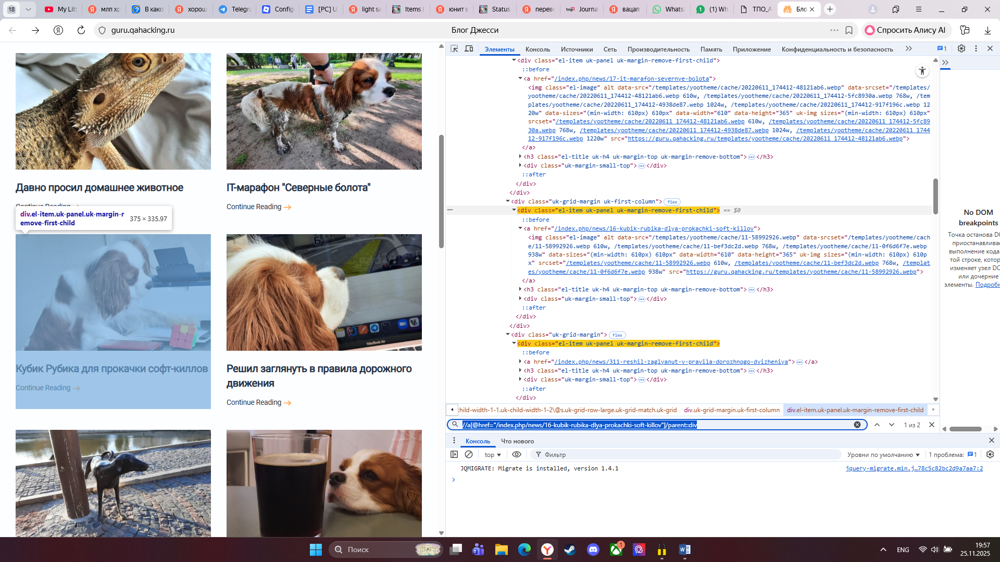 18
My Litt
млп хр
В како
хорош
Telegra
Config
[PC] U
light sa
Items |
юнит в
Status
перево
Journa
вацап
WhatsA
(1) Wh
ТПО_А
Бло
guru.qahacking.ru
Блог Джесси
Спросить Алису AI
Давно просил домашнее животное
Continue Reading
IT-марафон "Северные болота"
Continue Reading
div.el-item.uk-panel.uk-margin-r
emove-first-child
375 × 335.97
Кубик Рубика для прокачки софт-киллов
Continue Reading
MacBook Air
Решил заглянуть в правила дорожного
движения
Continue Reading
Элементы Консоль Источники Сеть Производительность Память Приложение Конфиденциальность и безопасность
1
<div class="el-item uk-panel uk-margin-remove-first-child">
::before
<a href="/index.php/news/17-it-marafon-severnye-bolota">
<img class="el-image" alt data-src="/templates/yootheme/cache/20220611_174412-48121ab6.webp" data-srcset="/templates/
yootheme/cache/20220611_174412-48121ab6.webp 610w, /templates/yootheme/cache/20220611_174412-5fc8930a.webp 768w, /tem
plates/yootheme/cache/20220611_174412-4938de87.webp 1024w, /templates/yootheme/cache/20220611_174412-917f196c.webp 12
20w" data-sizes="(min-width: 610px) 610px" data-width="610" data-height="365" uk-img sizes="(min-width: 610px) 610px"
srcset="/templates/yootheme/cache/20220611_174412-48121ab6.webp 610w, /templates/yootheme/cache/20220611_174412-5fc89
30a.webp 768w, /templates/yootheme/cache/20220611_174412-4938de87.webp 1024w, /templates/yootheme/cache/20220611_1744
12-917f196c.webp 1220w" src="https://guru.qahacking.ru/templates/yootheme/cache/20220611_174412-48121ab6.webp">
</a>
<h3 class="el-title uk-h4 uk-margin-top uk-margin-remove-bottom">…</h3>
<div class="uk-margin-small-top">…</div>
::after
</div>
</div>
<div class="uk-grid-margin uk-first-column"> flex
<div class="el-item uk-panel uk-margin-remove-first-child"> == $0
::before
<a href="/index.php/news/16-kubik-rubika-dlya-prokachki-soft-killov">
<img class="el-image" alt data-src="/templates/yootheme/cache/11-58992926.webp" data-srcset="/templates/yootheme/cach
e/11-58992926.webp 610w, /templates/yootheme/cache/11-bef3dc2d.webp 768w, /templates/yootheme/cache/11-0f6d6f7e.webp
938w" data-sizes="(min-width: 610px) 610px" data-width="610" data-height="365" uk-img sizes="(min-width: 610px) 610p
x" srcset="/templates/yootheme/cache/11-58992926.webp 610w, /templates/yootheme/cache/11-bef3dc2d.webp 768w, /templat
es/yootheme/cache/11-0f6d6f7e.webp 938w" src="https://guru.qahacking.ru/templates/yootheme/cache/11-58992926.webp">
</a>
<h3 class="el-title uk-h4 uk-margin-top uk-margin-remove-bottom">…</h3>
<div class="uk-margin-small-top">…</div>
::after
</div>
</div>
<div class="uk-grid-margin"> flex
<div class="el-item uk-panel uk-margin-remove-first-child">
::before
<a href="/index.php/news/311-reshil-zaglyanut-v-pravila-dorozhnogo-dvizheniya">…</a>
<h3 class="el-title uk-h4 uk-margin-top uk-margin-remove-bottom">…</h3>
<div class="uk-margin-small-top">…</div>
::after
</div>
No DOM
breakpoints
Точка останова DO
приостанавливае
выполнение кода
той строке, котор
изменяет узел DO
или дочерние
элементы. Подробн
child-width-1-1.uk-child-width-1-2\@s.uk-grid-row-large.uk-grid-match.uk-grid div.uk-grid-margin.uk-first-column div.el-item.uk-panel.uk-margin-remove-first-child
//a[@href="/index.php/news/16-kubik-rubika-dlya-prokachki-soft-killov"]/parent::div
1 из 2
Консоль Что нового
top
Фильтр
Уровни по умолчанию
1 проблема: 1
JQMIGRATE: Migrate is installed, version 1.4.1
jquery-migrate.min.j…78c5c82bc2d9a7aa7:2
Поиск
1
ENG
19:57
25.11.2025